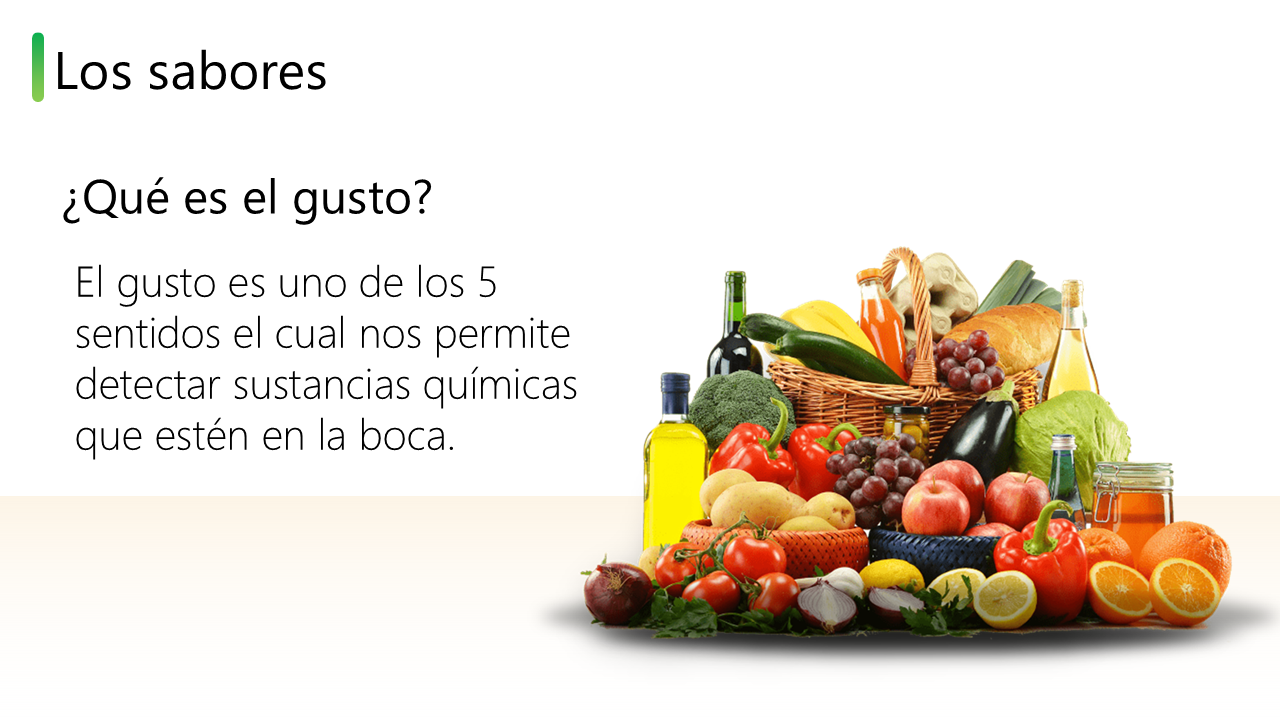 Los sabores
¿Qué es el gusto?
El gusto es uno de los 5
sentidos el cual nos permite
detectar sustancias químicas
que estén en la boca.